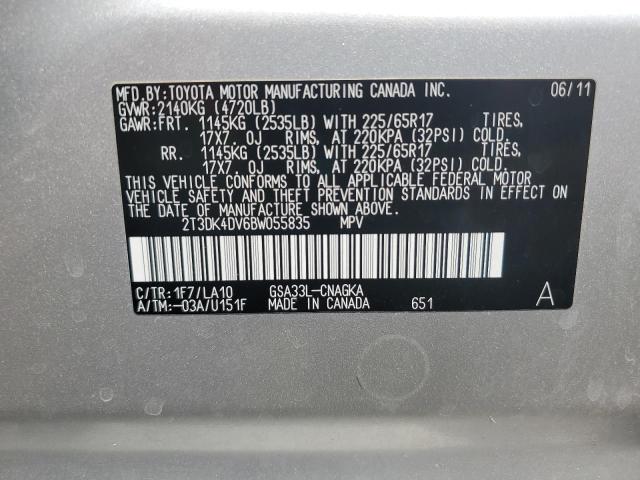 MFD.BY:TOYOTA MOTOR MANUFACTURING CANADA INC. 06/11
GVWR:2140KG (4720LB)
GAWR:FRT. 1145KG (2535LB) WITH 225/65R17 TIRES,
17X7. OJ RIMS, AT 220KPA (32PSI) COLD.
RR. 1145KG (2535LB) WITH 225/65R17 TIRES,
17X7. OJ RIMS, AT 220KPA (32PSI) COLD.
THIS VEHICLE CONFORMS TO ALL APPLICABLE FEDERAL MOTOR
VEHICLE SAFETY AND THEFT PREVENTION STANDARDS IN EFFECT ON
THE DATE OF MANUFACTURE SHOWN ABOVE.
2T3DK4DV6BW055835 MPV
C/TR:1F7/LA10 GSA33L-CNAGKA
A/TM:-03A/U151F MADE IN CANADA 651 A